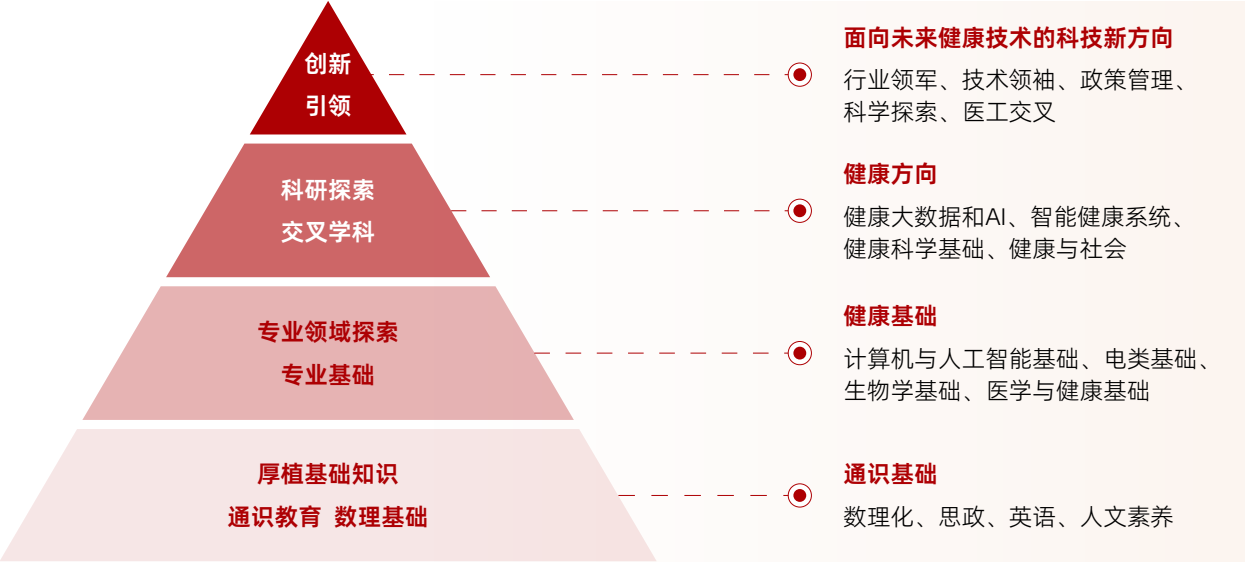 创新
引领
面向未来健康技术的科技新方向
行业领军、技术领袖、政策管理、
科学探索、医工交叉
科研探索
交叉学科
健康方向
健康大数据和AI、智能健康系统、
健康科学基础、健康与社会
专业领域探索
专业基础
健康基础
计算机与人工智能基础、电类基础、
生物学基础、医学与健康基础
厚植基础知识
通识教育 数理基础
通识基础
数理化、思政、英语、人文素养